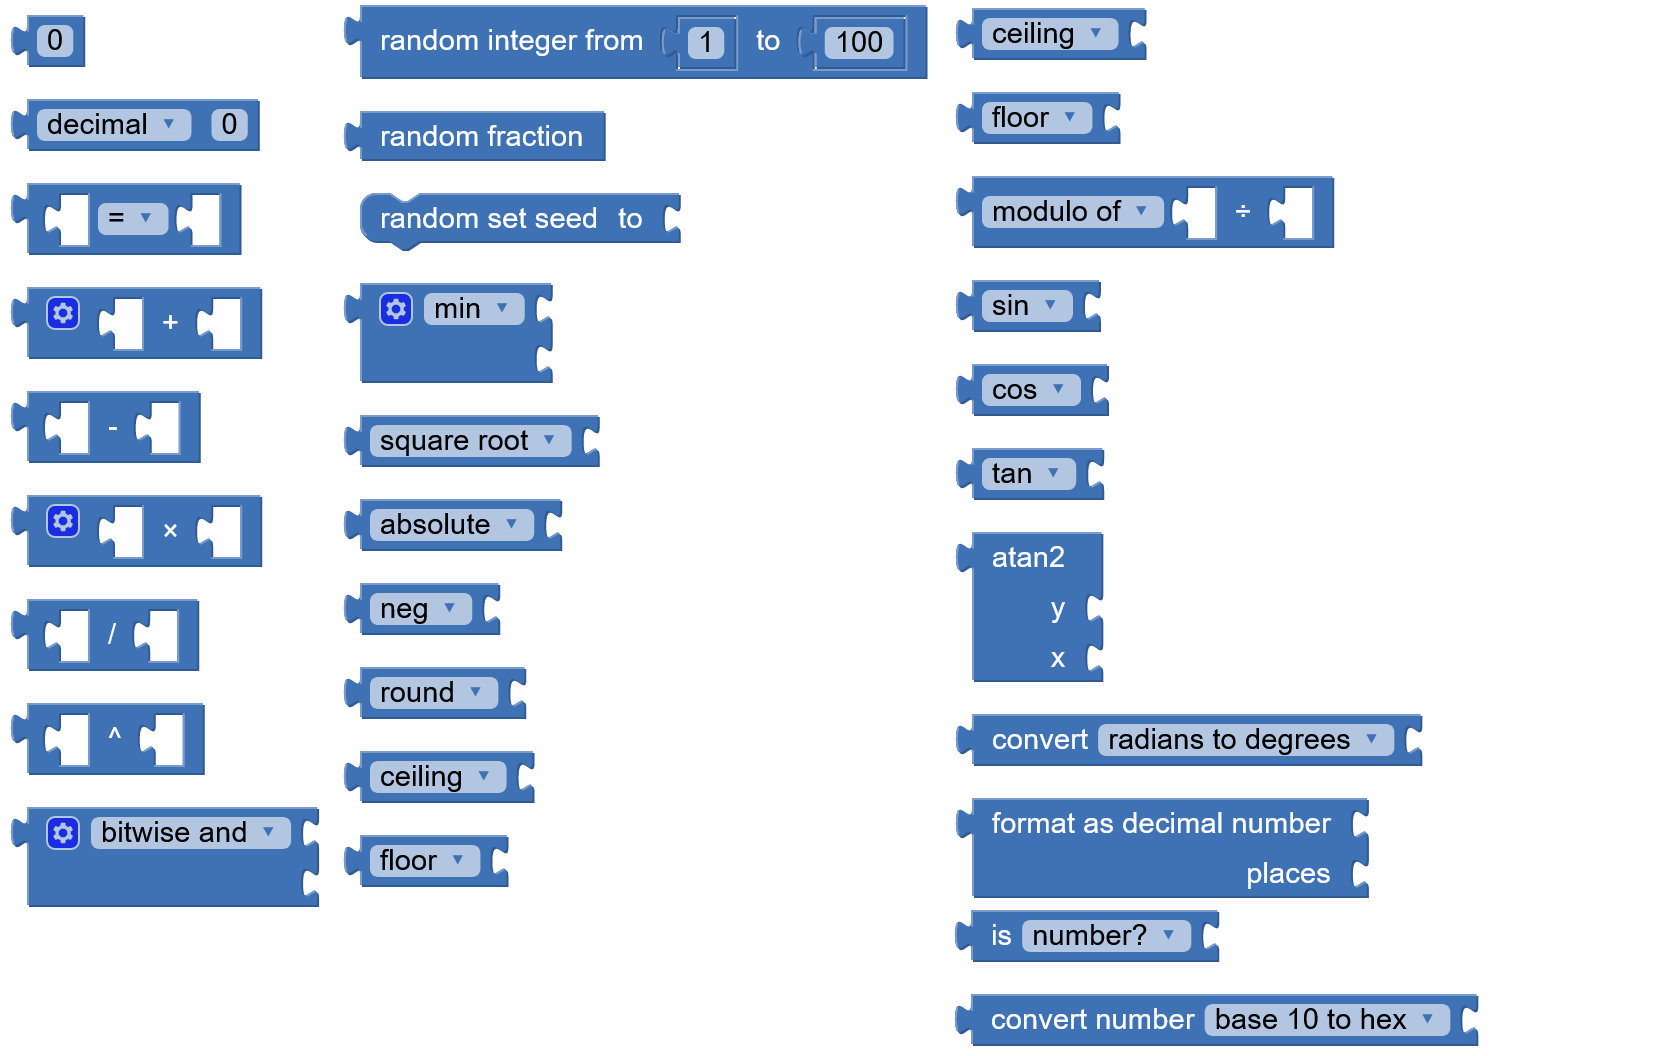 0
decimal 0
=
+
-
×
/
^
bitwise and
random integer from 1 to 100
random fraction
random set seed to
min
square root
absolute
neg
round
ceiling
floor
ceiling
floor
modulo of ÷
sin
cos
tan
atan2
y
x
convert radians to degrees
format as decimal number
places
is number?
convert number base 10 to hex